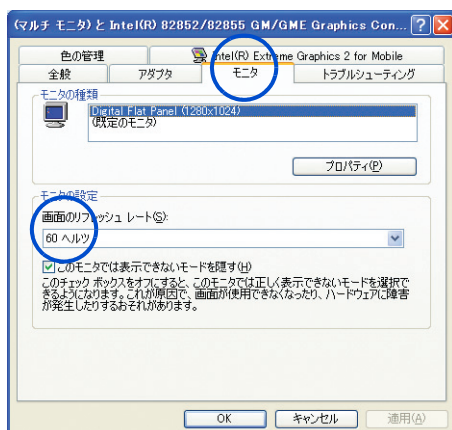 (マルチ モニタ) と Intel(R) 82852/82855 GM/GME Graphics Con...
色の管理
Intel(R) Extreme Graphics 2 for Mobile
全般
アダプタ
モニタ
トラブルシューティング
モニタの種類
Digital Flat Panel (1280x1024)
(既定のモニタ)
プロパティ(P)
モニタの設定
画面のリフレッシュ レート(S):
60 ヘルツ
このモニタでは表示できないモードを隠す(H)
このチェック ボックスをオフにすると、このモニタでは正しく表示できないモードを選択で
きるようになります。これが原因で、画面が使用できなくなったり、ハードウェアに障害
が発生したりするおそれがあります。
OK
キャンセル
適用(A)